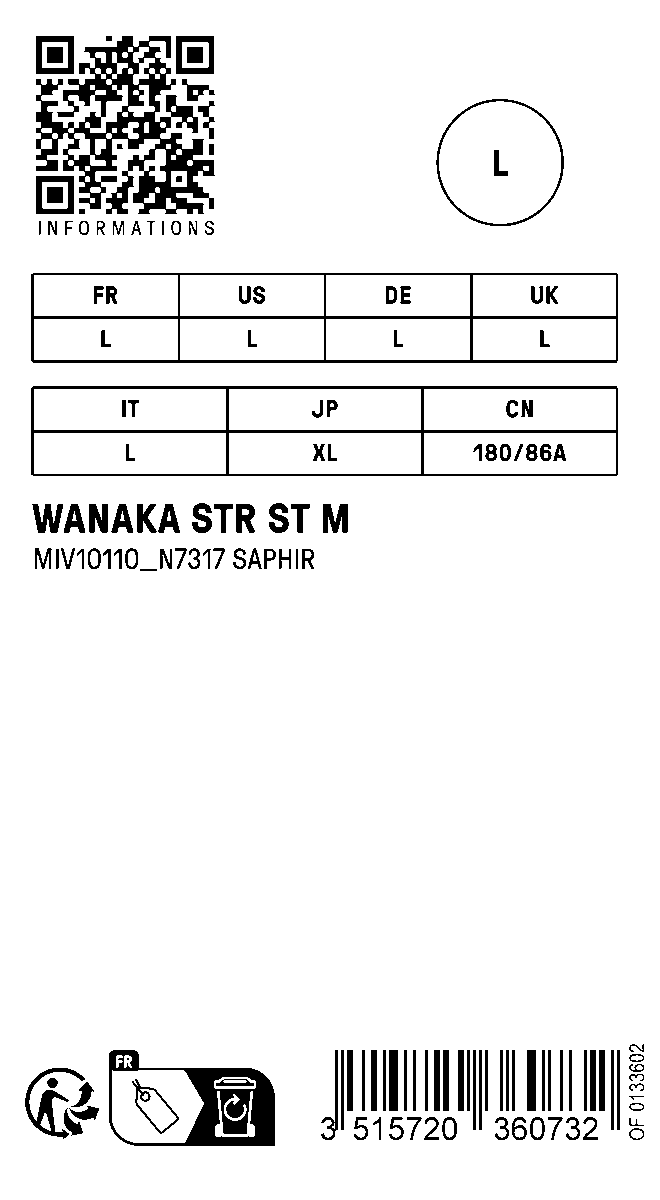 INFORMATIONS
L
FR US DE UK
L L L L
IT JP CN
L XL 180/86A
WANAKA STR ST M
MIV10110_N7317 SAPHIR
FR
3 515720 360732
OF 0133602